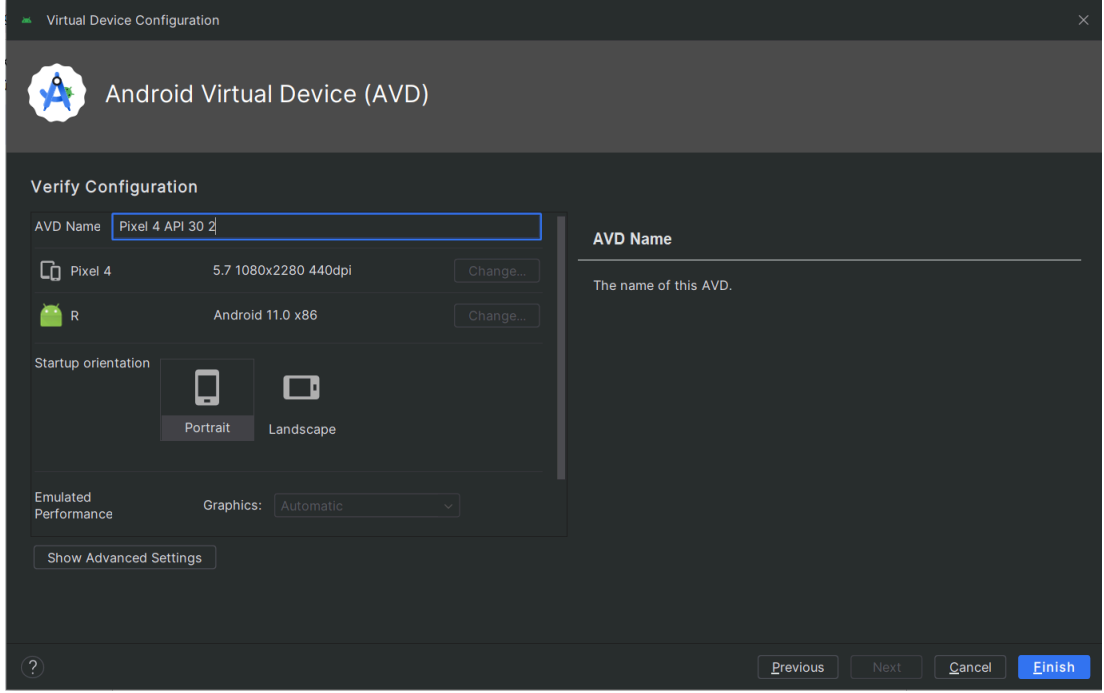 Virtual Device Configuration
Android Virtual Device (AVD)
Verify Configuration
AVD Name Pixel 4 API 30 2
Pixel 4 5.7 1080x2280 440dpi Change...
R Android 11.0 x86 Change...
Startup orientation
Portrait
Landscape
Emulated
Performance
Graphics: Automatic
Show Advanced Settings
AVD Name
The name of this AVD.
?
Previous Next Cancel Finish